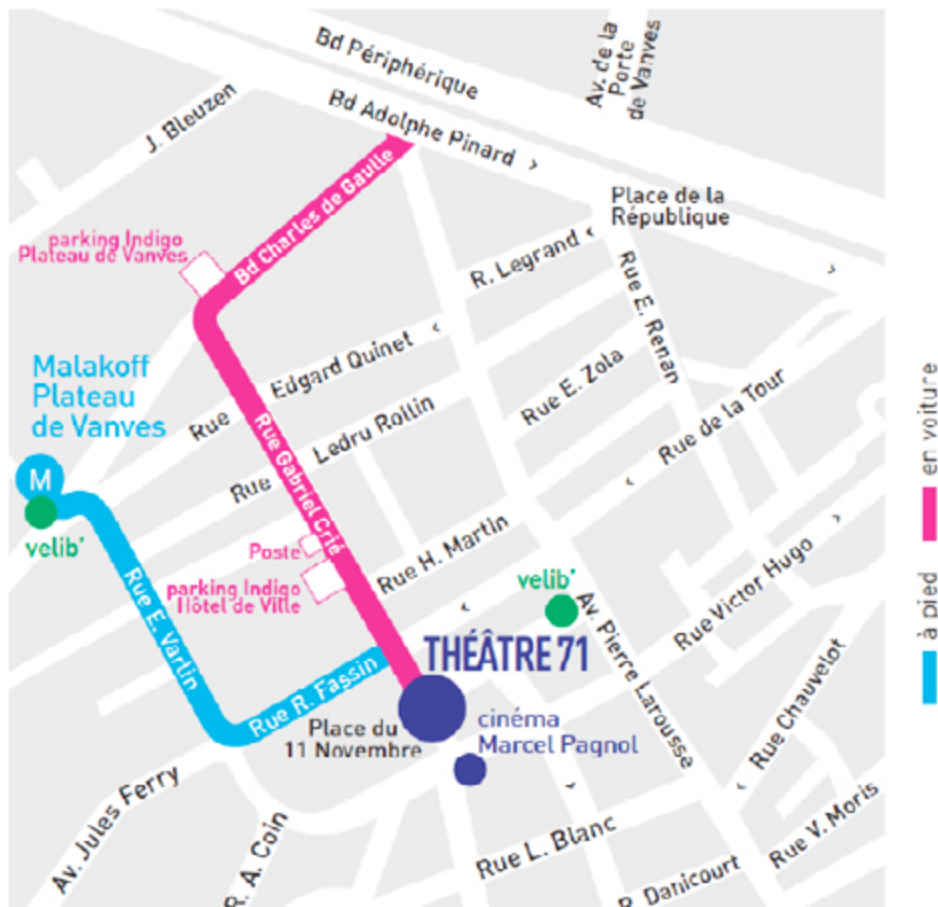 Bd Périphérique
Av. de la
Porte
de Vanves
J. Bleuzen
Bd Adolphe Pinard
Bd Charles de Gaulle
Place de la
République
parking Indigo
Plateau de Vanves
R. Legrand
Rue E. Renan
Malakoff
Plateau
de Vanves
Rue Edgard Quinet
Rue E. Zola
Rue de la Tour
Rue Ledru Rollin
Rue Gabriel Crié
M
velib'
Poste
parking Indigo
Hôtel de Ville
Rue H. Martin
velib'
Rue Victor Hugo
Rue E. Varlin
Av. Pierre Larousse
THÉÂTRE 71
Rue R. Fassin
Place du
11 Novembre
cinéma
Marcel Pagnol
Rue Chauvelot
Av. Jules Ferry
R. A. Coin
Rue L. Blanc
Rue V. Moris
R. Danicourt
en voiture
à pied